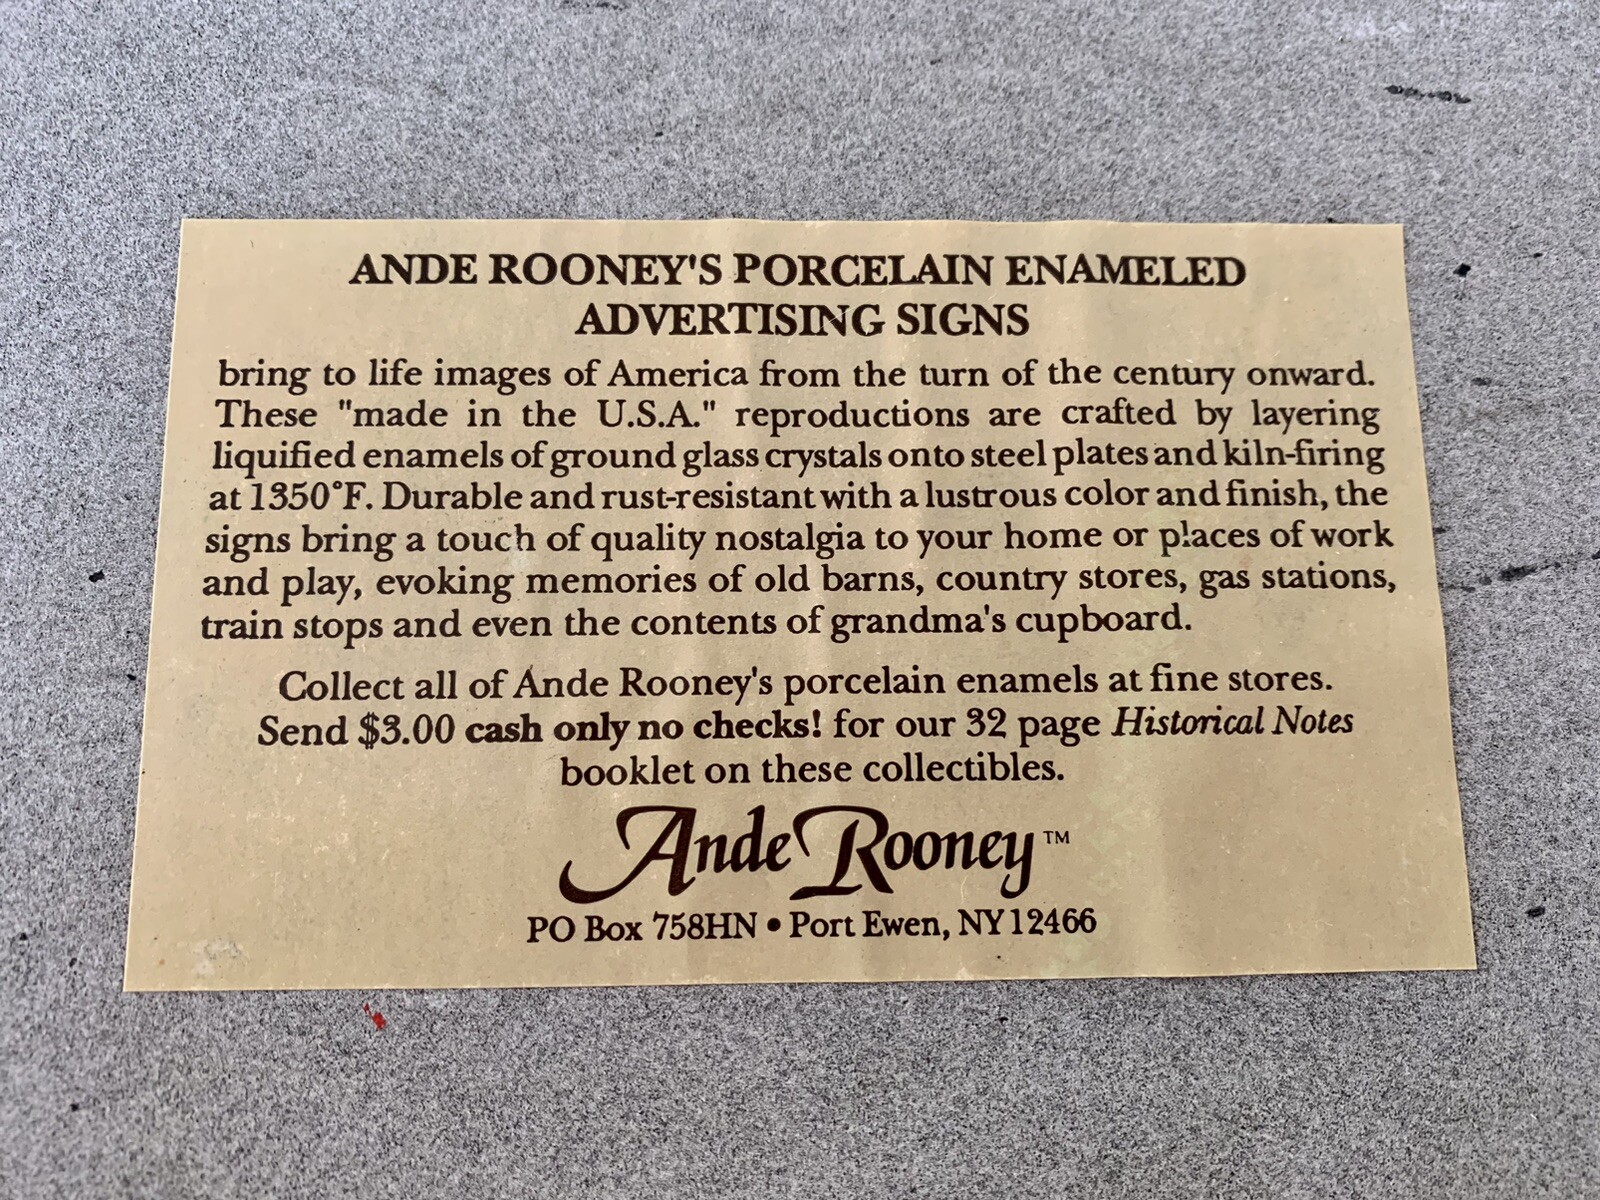 ANDE ROONEY'S PORCELAIN ENAMELED
ADVERTISING SIGNS
bring to life images of America from the turn of the century onward.
These "made in the U.S.A." reproductions are crafted by layering
liquified enamels of ground glass crystals onto steel plates and kiln-firing
at 1350°F. Durable and rust-resistant with a lustrous color and finish, the
signs bring a touch of quality nostalgia to your home or places of work
and play, evoking memories of old barns, country stores, gas stations,
train stops and even the contents of grandma's cupboard.
Collect all of Ande Rooney's porcelain enamels at fine stores.
Send $3.00 cash only no checks! for our 32 page Historical Notes
booklet on these collectibles.
Ande Rooney™
PO Box 758HN • Port Ewen, NY 12466